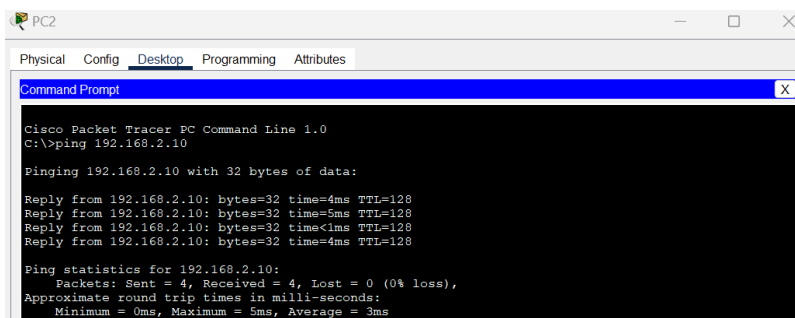 PC2
Physical Config Desktop Programming Attributes
Command Prompt
X
Cisco Packet Tracer PC Command Line 1.0
C:\>ping 192.168.2.10
Pinging 192.168.2.10 with 32 bytes of data:
Reply from 192.168.2.10: bytes=32 time=4ms TTL=128
Reply from 192.168.2.10: bytes=32 time=5ms TTL=128
Reply from 192.168.2.10: bytes=32 time<1ms TTL=128
Reply from 192.168.2.10: bytes=32 time=4ms TTL=128
Ping statistics for 192.168.2.10:
Packets: Sent = 4, Received = 4, Lost = 0 (0% loss),
Approximate round trip times in milli-seconds:
Minimum = 0ms, Maximum = 5ms, Average = 3ms